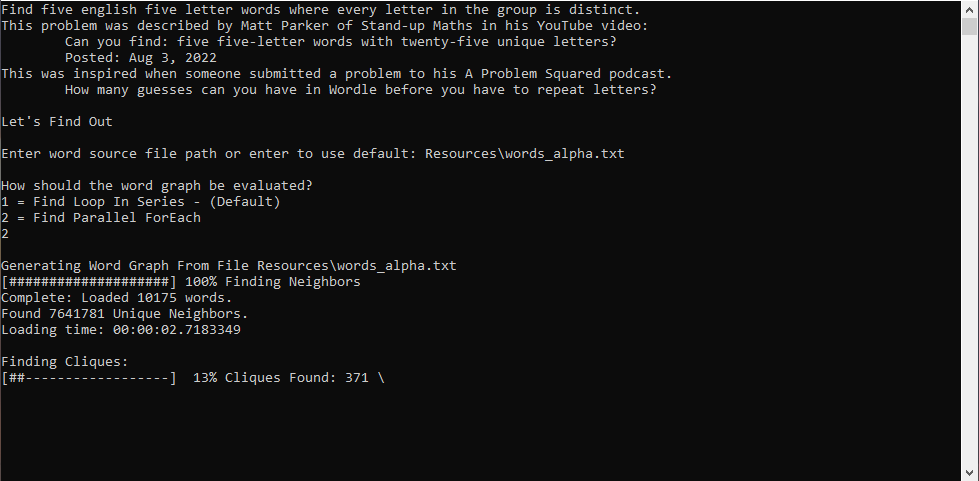 Find five english five letter words where every letter in the group is distinct.
This problem was described by Matt Parker of Stand-up Maths in his YouTube video:
Can you find: five five-letter words with twenty-five unique letters?
Posted: Aug 3, 2022
This was inspired when someone submitted a problem to his A Problem Squared podcast.
How many guesses can you have in Wordle before you have to repeat letters?
Let's Find Out
Enter word source file path or enter to use default: Resources\words_alpha.txt
How should the word graph be evaluated?
1 = Find Loop In Series - (Default)
2 = Find Parallel ForEach
2
Generating Word Graph From File Resources\words_alpha.txt
[####################] 100% Finding Neighbors
Complete: Loaded 10175 words.
Found 7641781 Unique Neighbors.
Loading time: 00:00:02.7183349
Finding Cliques:
[##------------------]  13% Cliques Found: 371 \